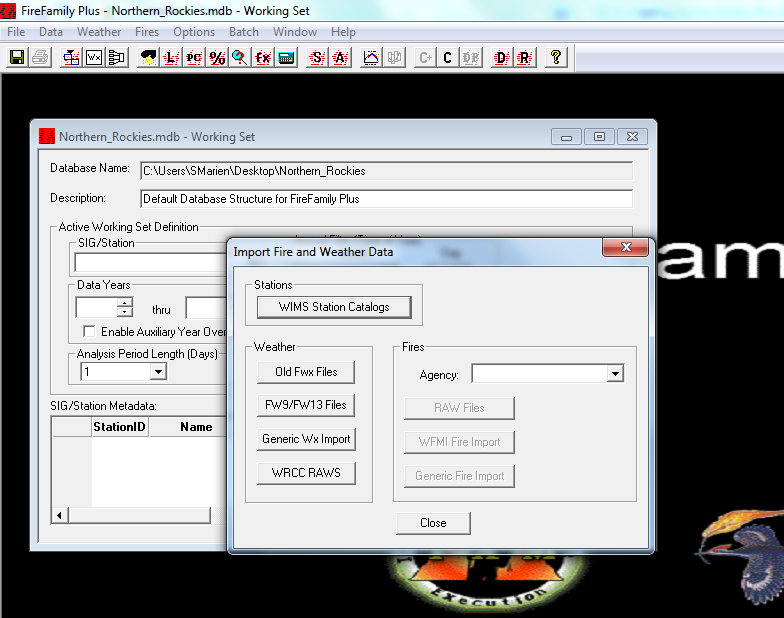 FireFamily Plus - Northern_Rockies.mdb - Working Set
File Data Weather Fires Options Batch Window Help
Wx L PC % fx S A C+ C DR D R ?
Northern_Rockies.mdb - Working Set
Database Name: C:\Users\SMarien\Desktop\Northern_Rockies
Description: Default Database Structure for FireFamily Plus
Active Working Set Definition
SIG/Station
Data Years
thru
Enable Auxiliary Year Over
Analysis Period Length (Days)
1
SIG/Station Metadata:
StationID Name
Import Fire and Weather Data
Stations
WIMS Station Catalogs
Weather
Old Fwx Files
FW9/FW13 Files
Generic Wx Import
WRCC RAWS
Fires
Agency:
RAW Files
WFMI Fire Import
Generic Fire Import
Close
am
Execution